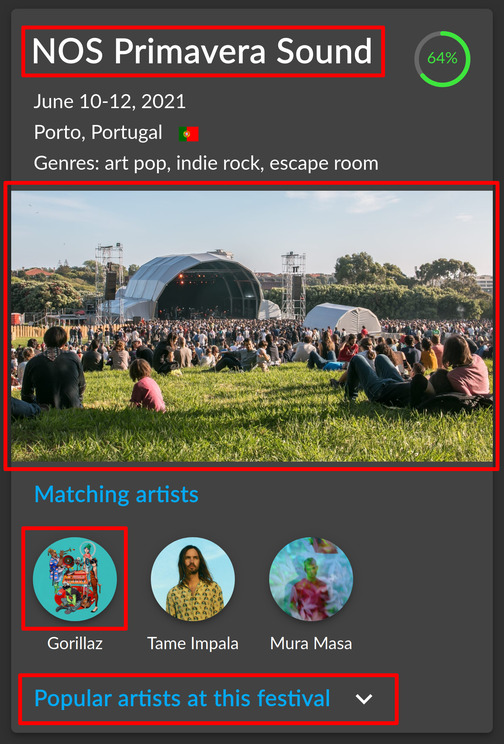 NOS Primavera Sound
64%
June 10-12, 2021
Porto, Portugal
Genres: art pop, indie rock, escape room
Matching artists
Gorillaz
Tame Impala
Mura Masa
Popular artists at this festival